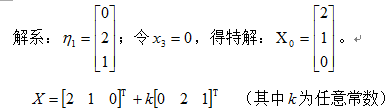 解系：η₁ = [0 2 1]；令 x₃ = 0，得特解：X₀ = [2 1 0]。
X = [2 1 0]ᵀ + k[0 2 1]ᵀ （其中k为任意常数）